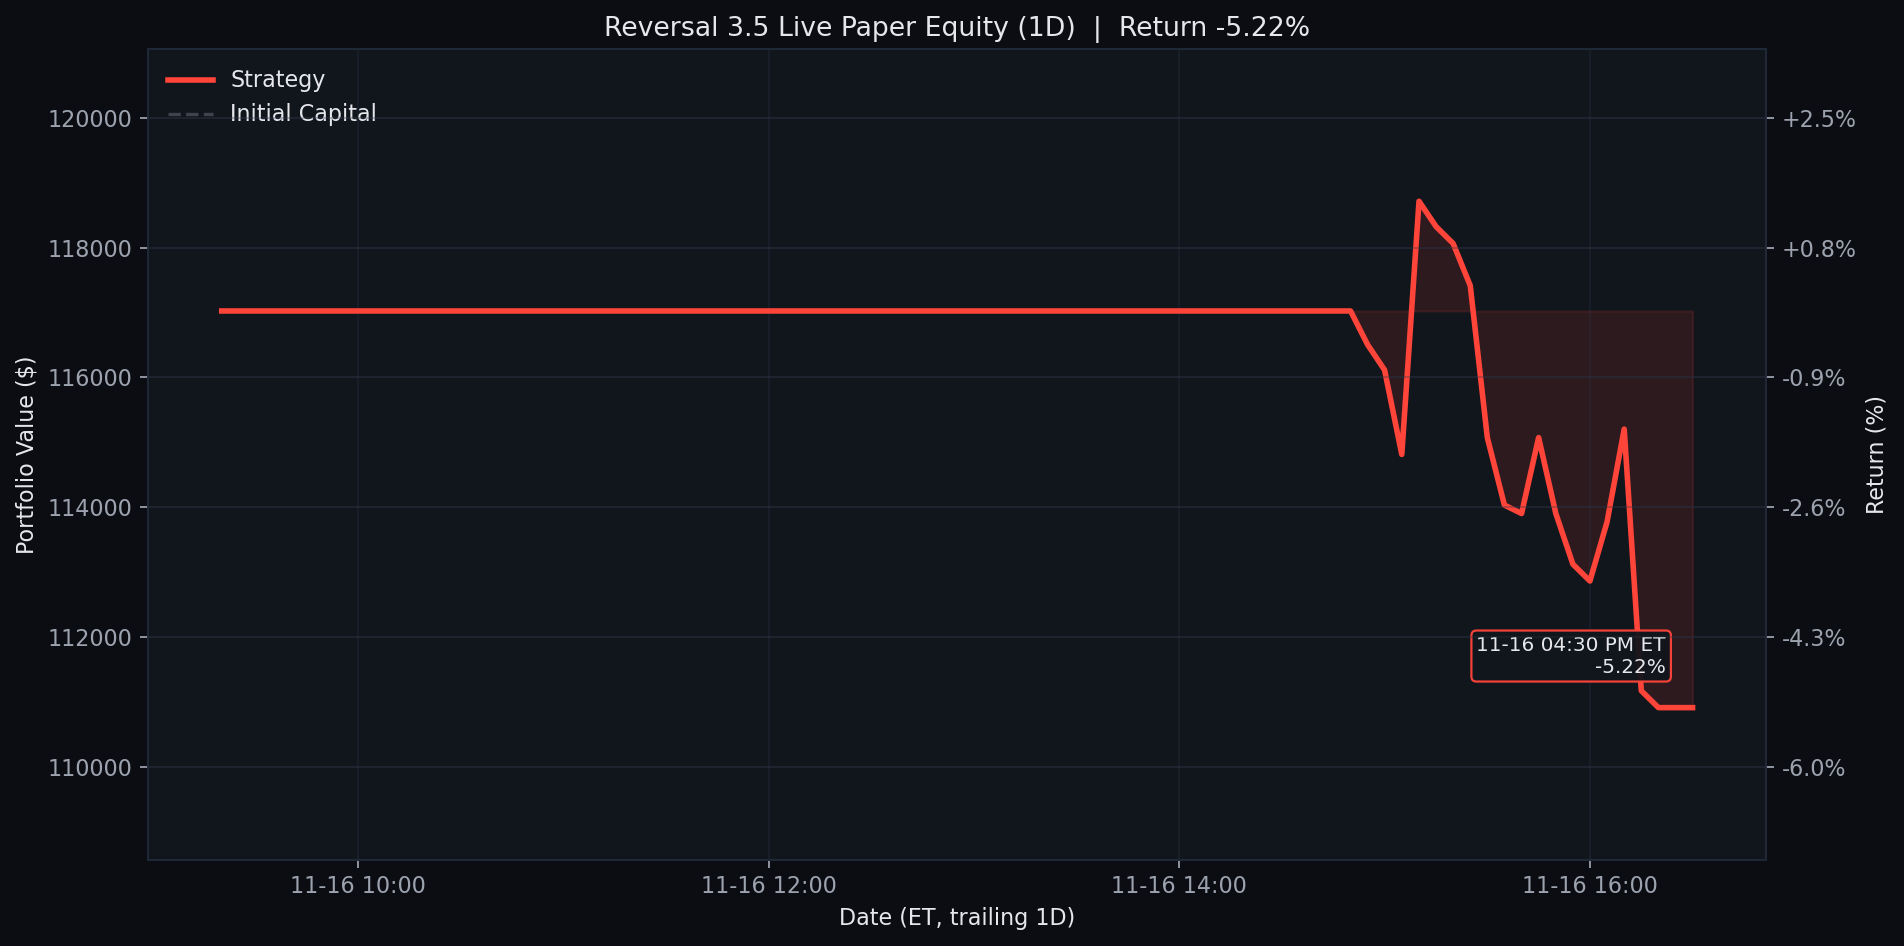 Reversal 3.5 Live Paper Equity (1D)  |  Return -5.22%
Strategy
Initial Capital
120000
118000
116000
114000
112000
110000
Portfolio Value ($)
+2.5%
+0.8%
-0.9%
-2.6%
-4.3%
-6.0%
Return (%)
11-16 04:30 PM ET
-5.22%
11-16 10:00
11-16 12:00
11-16 14:00
11-16 16:00
Date (ET, trailing 1D)